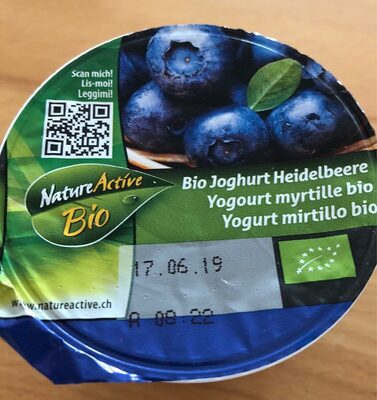 Scan mich!
Lis-moi!
Leggimi!
NatureActive
Bio
Bio Joghurt Heidelbeere
Yogourt myrtille bio
Yogurt mirtillo bio
17.06.19
www.natureactive.ch
A 09 22